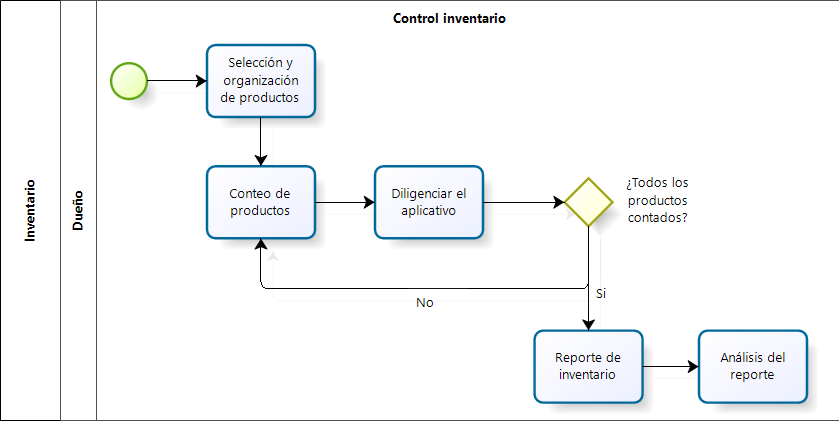 Control inventario
Inventario
Dueño
Selección y
organización
de productos
Conteo de
productos
Diligenciar el
aplicativo
¿Todos los
productos
contados?
No
Si
Reporte de
inventario
Análisis del
reporte